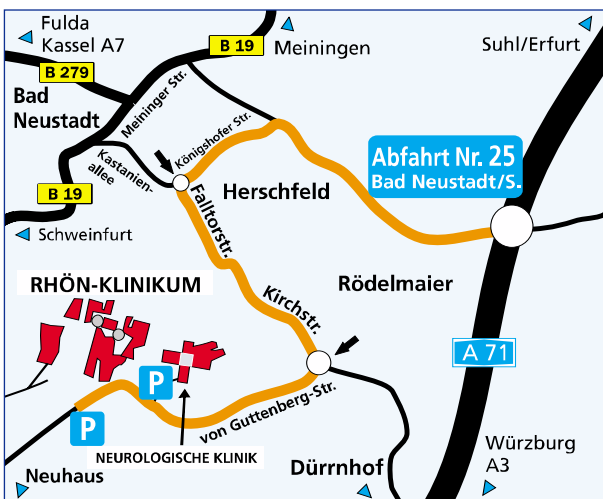 Fulda
Kassel A7
B 19
Meiningen
Suhl/Erfurt
B 279
Bad
Neustadt
Meininger Str.
Königshofer Str.
Kastanien-
allee
Abfahrt Nr. 25
Bad Neustadt/S.
B 19
Falltorstr.
Herschfeld
Schweinfurt
RHÖN-KLINIKUM
Kirchstr.
Rödelmaier
A 71
P
P
von Guttenberg-Str.
NEUROLOGISCHE KLINIK
Neuhaus
Dürrnhof
Würzburg
A3